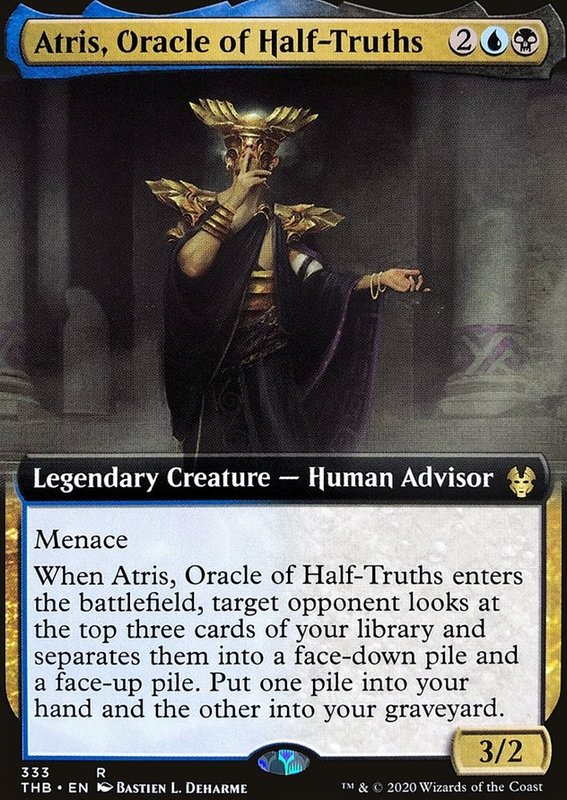 Atris, Oracle of Half-Truths 2
Legendary Creature — Human Advisor
Menace
When Atris, Oracle of Half-Truths enters
the battlefield, target opponent looks at
the top three cards of your library and
separates them into a face-down pile and
a face-up pile. Put one pile into your
hand and the other into your graveyard.
3/2
333 R
THB • EN Bastien L. Deharme ™ & © 2020 Wizards of the Coast